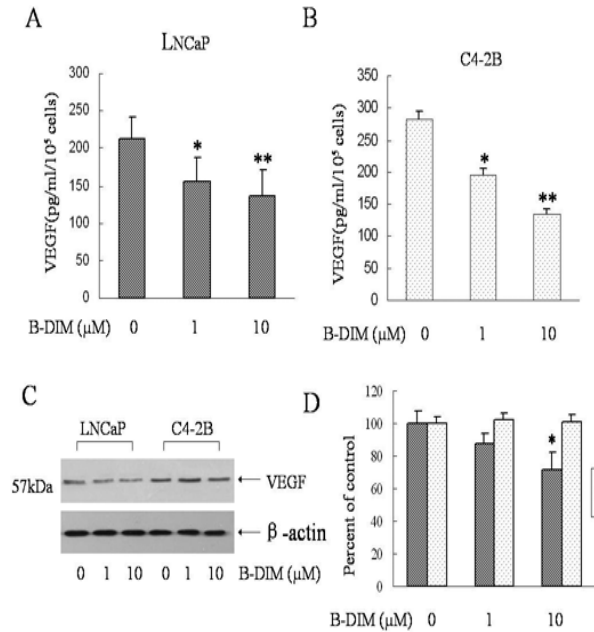 A
LNCaP
VEGF(pg/ml/10⁵ cells)
300
250
200
150
100
50
0
*
**
B-DIM (μM) 0 1 10
B
C4-2B
VEGF(pg/ml/10⁵ cells)
350
300
250
200
150
100
50
0
*
**
B-DIM (μM) 0 1 10
C
LNCaP C4-2B
57kDa
VEGF
β-actin
0 1 10 0 1 10 B-DIM (μM)
D
Percent of control
120
100
80
60
40
20
0
*
B-DIM (μM) 0 1 10